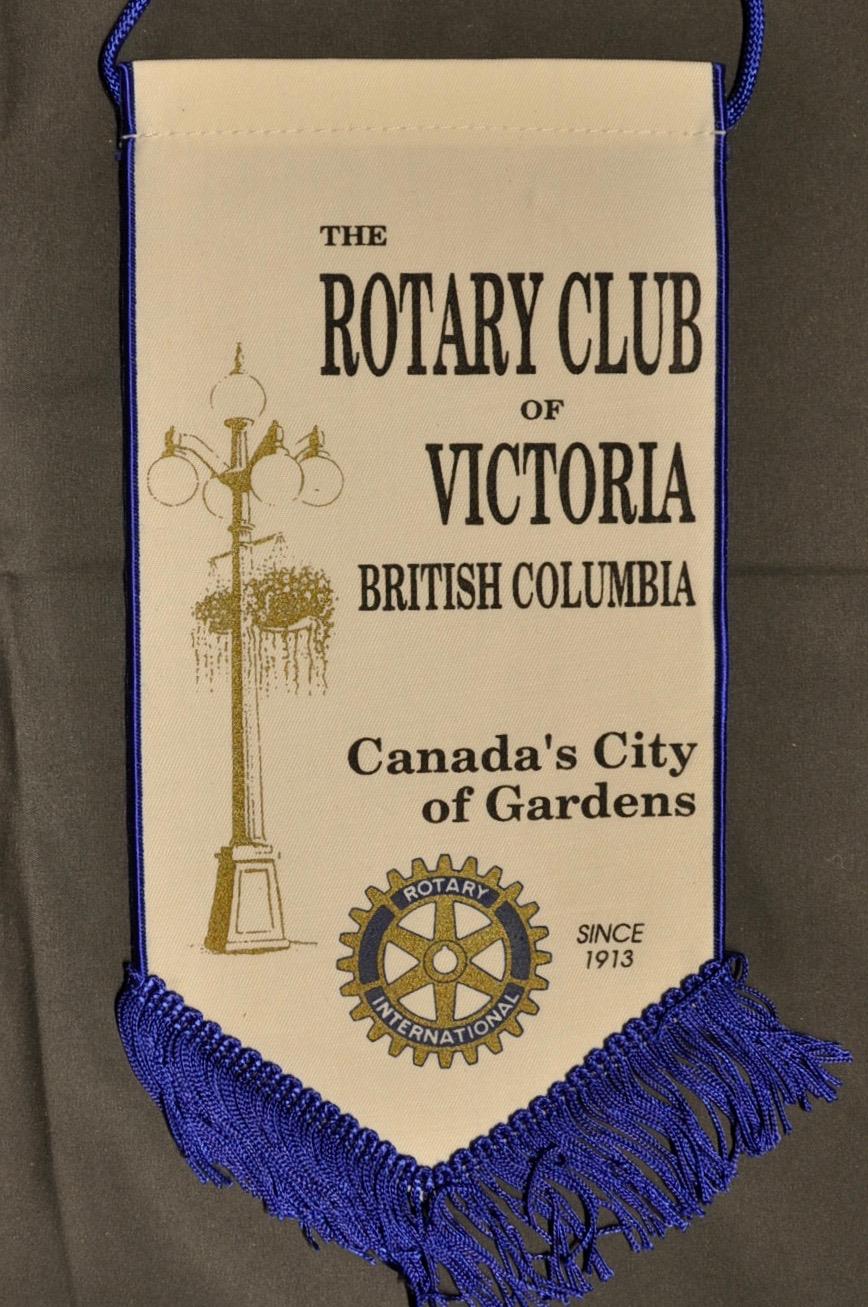 THE
ROTARY CLUB
OF
VICTORIA
BRITISH COLUMBIA
Canada's City
of Gardens
ROTARY
INTERNATIONAL
SINCE
1913